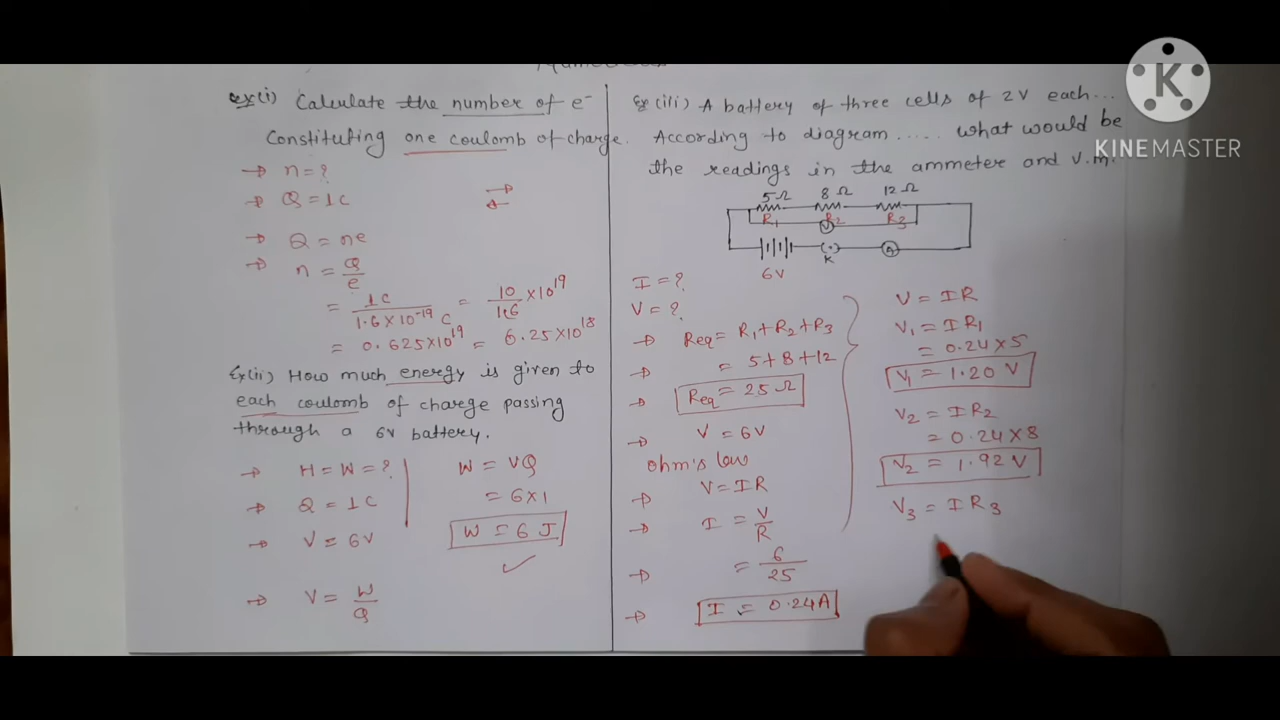 ex(i) Calculate the number of e⁻
Constituting one coulomb of charge.
→ n = ?
→ Q = 1C
→ Q = ne
→ n = Q/e
= 1C / 1.6 × 10⁻¹⁹ C = 10/1.6 × 10¹⁹
= 0.625 × 10¹⁹ = 6.25 × 10¹⁸
Ex(ii) How much energy is given to
each coulomb of charge passing
through a 6V battery.
→ H = W = ?
→ Q = 1C
→ V = 6V
→ V = W/Q
W = VQ
= 6 × 1
W = 6 J
Ex(iii) A battery of three cells of 2V each...
According to diagram ..... what would be
the readings in the ammeter and v.m.
5Ω 8Ω 12Ω
R₁ R₂ R₃
V
6V K A
I = ?
V = ?
→ Req = R₁ + R₂ + R₃
→ = 5 + 8 + 12
→ Req = 25 Ω
→ V = 6V
ohm's law
→ V = IR
→ I = V/R
→ = 6/25
→ I = 0.24A
V = IR
V₁ = IR₁
= 0.24 × 5
V₁ = 1.20 V
V₂ = IR₂
= 0.24 × 8
V₂ = 1.92 V
V₃ = IR₃
K
KINEMASTER